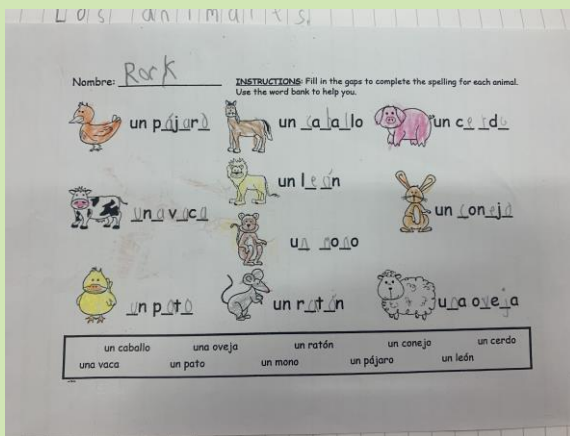 Los animals
Nombre: Rock
INSTRUCTIONS: Fill in the gaps to complete the spelling for each animal.
Use the word bank to help you.
un pájaro un caballo un cerdo
un león
una vaca un conejo
un mono
un pato un ratón una oveja
un caballo una oveja un ratón un conejo un cerdo
una vaca un pato un mono un pájaro un león